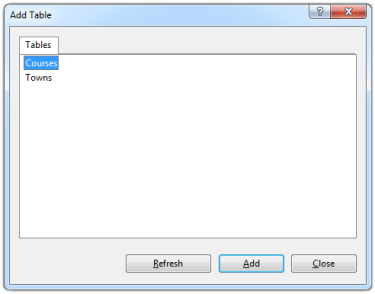 Add Table
?
Tables
Courses
Towns
Refresh Add Close